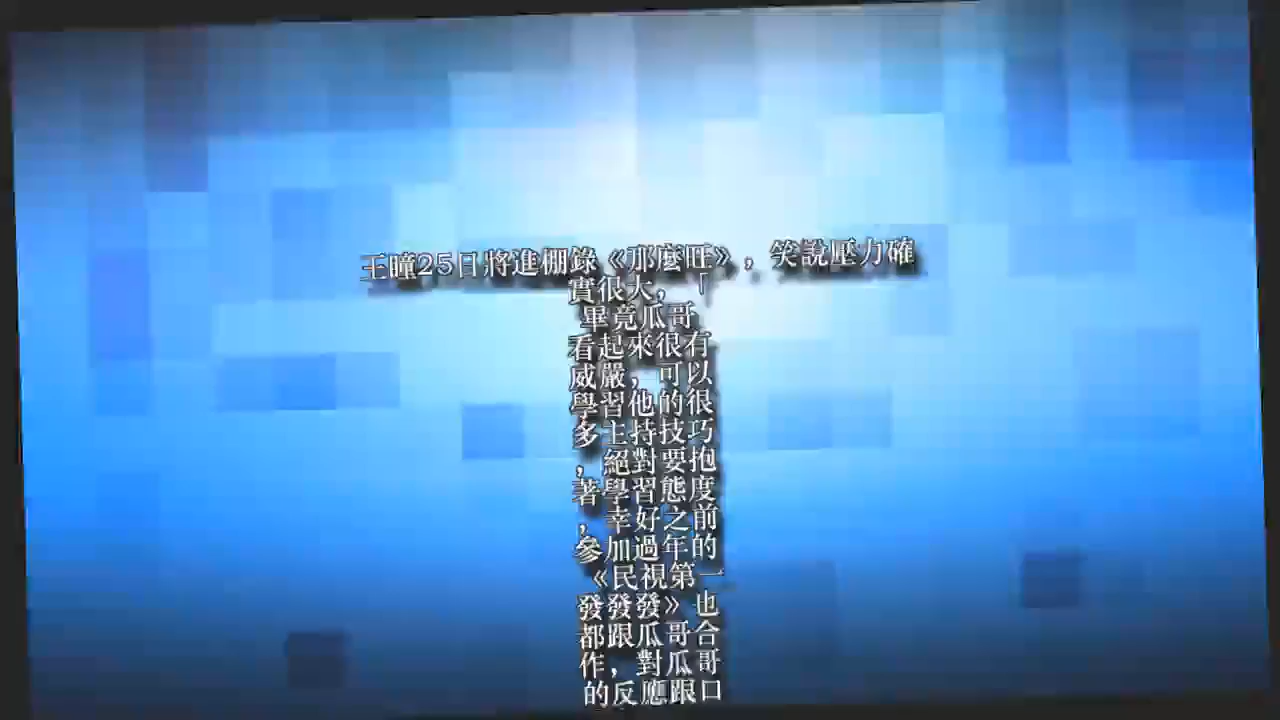 王瞳25日將進棚錄《那麼旺》，笑說壓力確
實很大，「
畢竟瓜哥
看起來很有
威嚴，可以
學習他的很
多主持技巧
，絕對要抱
著學習態度
，幸好之前
參加過年的
《民視第一
發發發》也
都跟瓜哥合
作，對瓜哥
的反應跟口